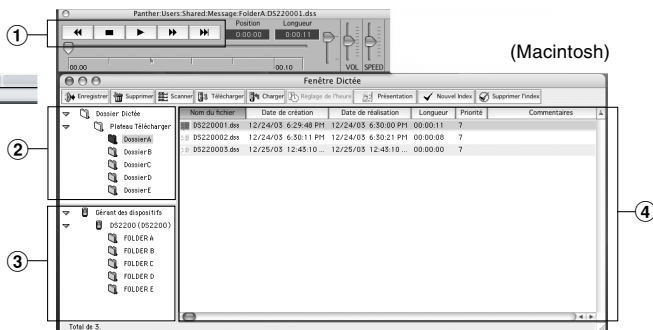 Panther:Users:Shared:Message:FolderA:DS220001.dss
Position Longueur
0:00:00 0:00:11
00.00 00.10 VOL SPEED
1
(Macintosh)
Fenêtre Dictée
Enregistrer Supprimer Scanner Télécharger Charger Réglage de l'heure Présentation Nouvel Index Supprimer l'index
2
Dossier Dictée
Plateau Télécharger
DossierA
DossierB
DossierC
DossierD
DossierE
3
Gérant des dispositifs
DS2200 (DS2200)
FOLDER A
FOLDER B
FOLDER C
FOLDER D
FOLDER E
Nom du fichier Date de création Date de réalisation Longueur Priorité Commentaires
DS220001.dss 12/24/03 6:29:48 PM 12/24/03 6:30:00 PM 00:00:11 7
DS220002.dss 12/24/03 6:30:11 PM 12/24/03 6:30:21 PM 00:00:08 7
DS220003.dss 12/25/03 12:43:10 ... 12/25/03 12:43:10 ... 00:00:00 7
4
Total de 3.